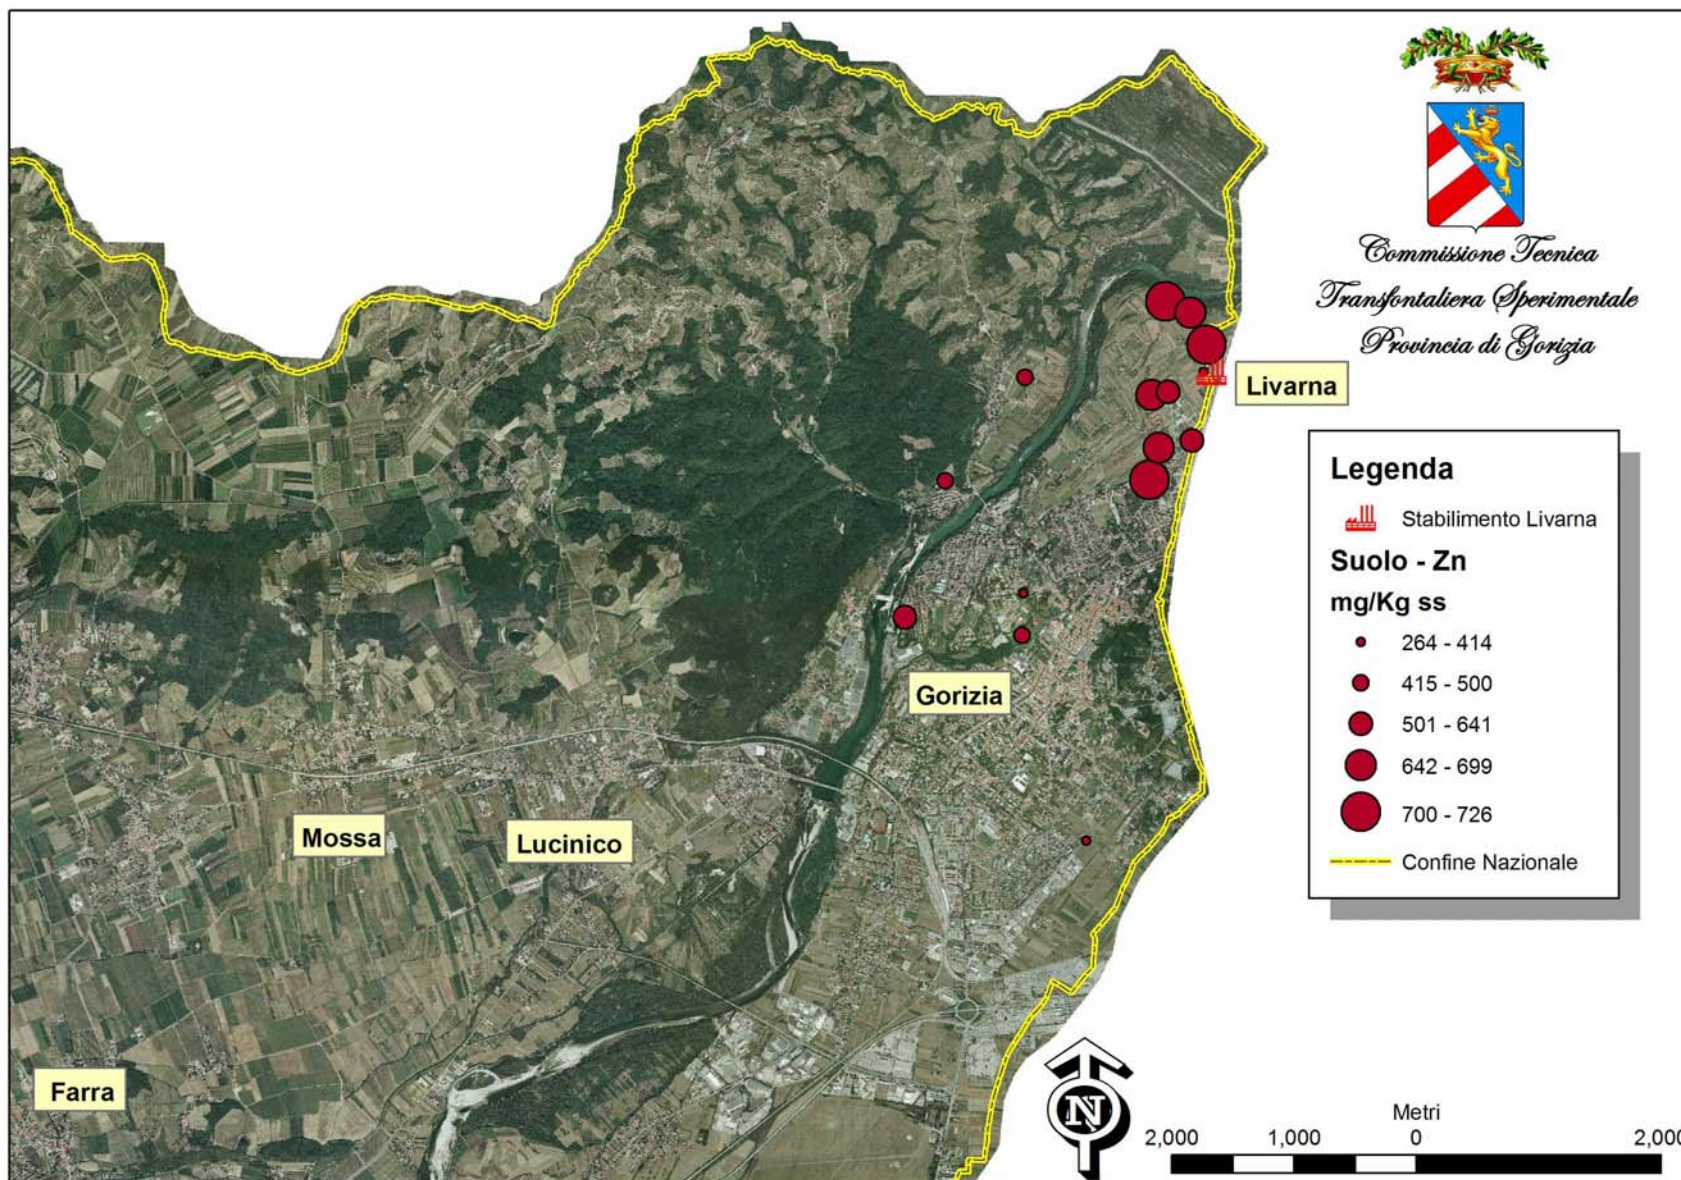 Commissione Tecnica
Transfontaliera Sperimentale
Provincia di Gorizia
Livarna
Legenda
Stabilimento Livarna
Suolo - Zn
mg/Kg ss
264 - 414
415 - 500
501 - 641
642 - 699
700 - 726
Confine Nazionale
Gorizia
Mossa
Lucinico
Farra
N
Metri
2,000 1,000 0 2,000